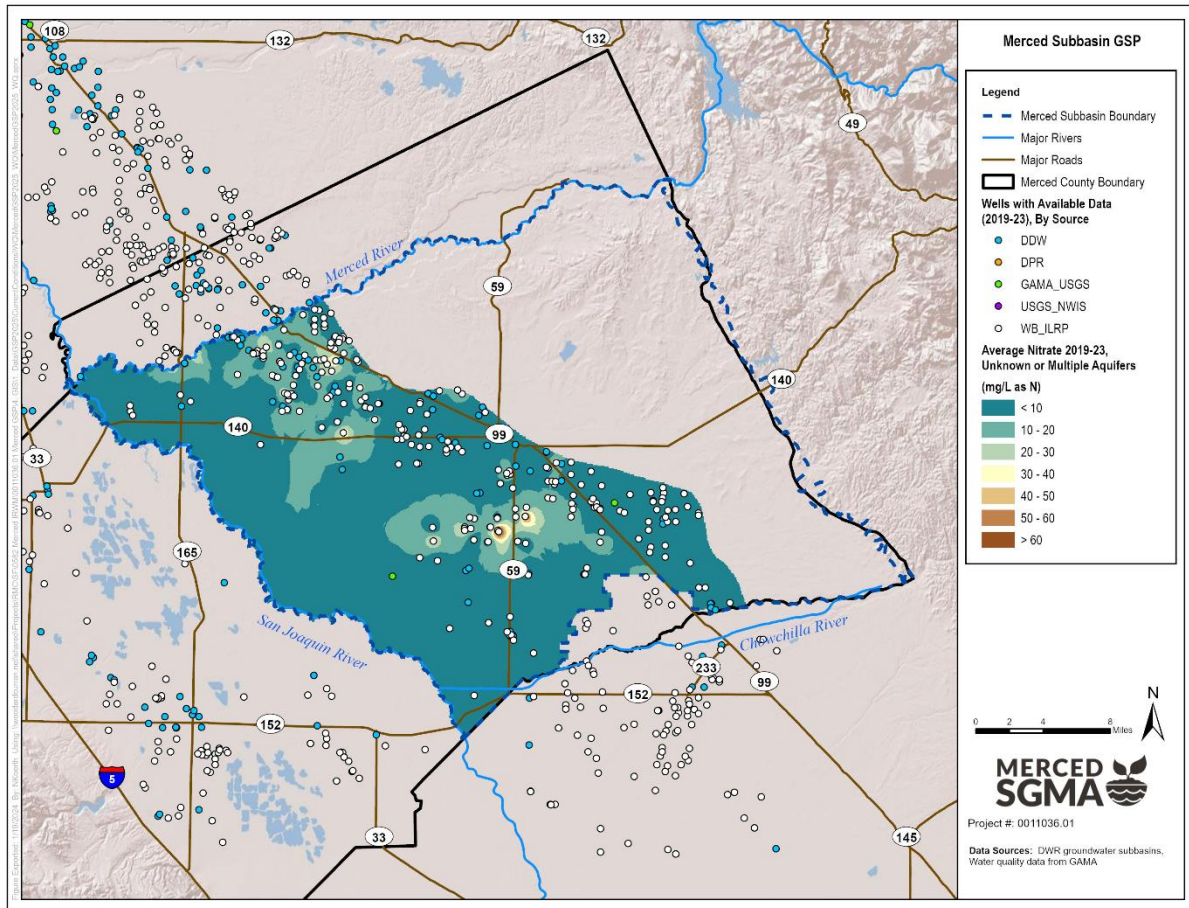 Merced Subbasin GSP
Legend
Merced Subbasin Boundary
Major Rivers
Major Roads
Merced County Boundary
Wells with Available Data
(2019-23), By Source
DDW
DPR
GAMA_USGS
USGS_NWIS
WB_ILRP
Average Nitrate 2019-23,
Unknown or Multiple Aquifers
(mg/L as N)
< 10
10 - 20
20 - 30
30 - 40
40 - 50
50 - 60
> 60
108
132
132
49
Merced River
59
140
33
140
99
165
59
San Joaquin River
Chowchilla River
233
99
152
152
5
33
145
N
0 2 4 8
Miles
MERCED
SGMA
Project #: 0011036.01
Data Sources: DWR groundwater subbasins,
Water quality data from GAMA